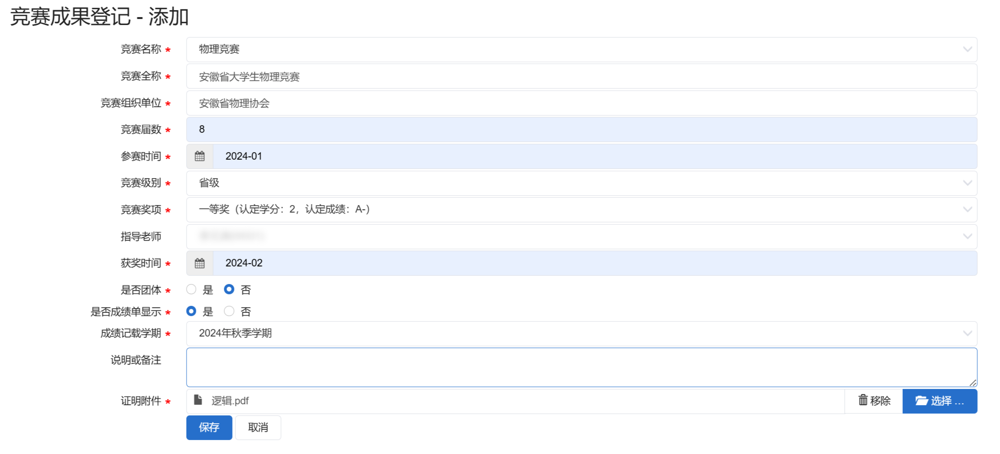 竞赛成果登记 - 添加
竞赛名称 * 物理竞赛
竞赛全称 * 安徽省大学生物理竞赛
竞赛组织单位 * 安徽省物理协会
竞赛届数 * 8
参赛时间 * 2024-01
竞赛级别 * 省级
竞赛奖项 * 一等奖（认定学分：2，认定成绩：A-）
指导老师
获奖时间 * 2024-02
是否团体 * 是 否
是否成绩单显示 * 是 否
成绩记载学期 * 2024年秋季学期
说明或备注
证明附件 * 逻辑.pdf 移除 选择 ...
保存 取消